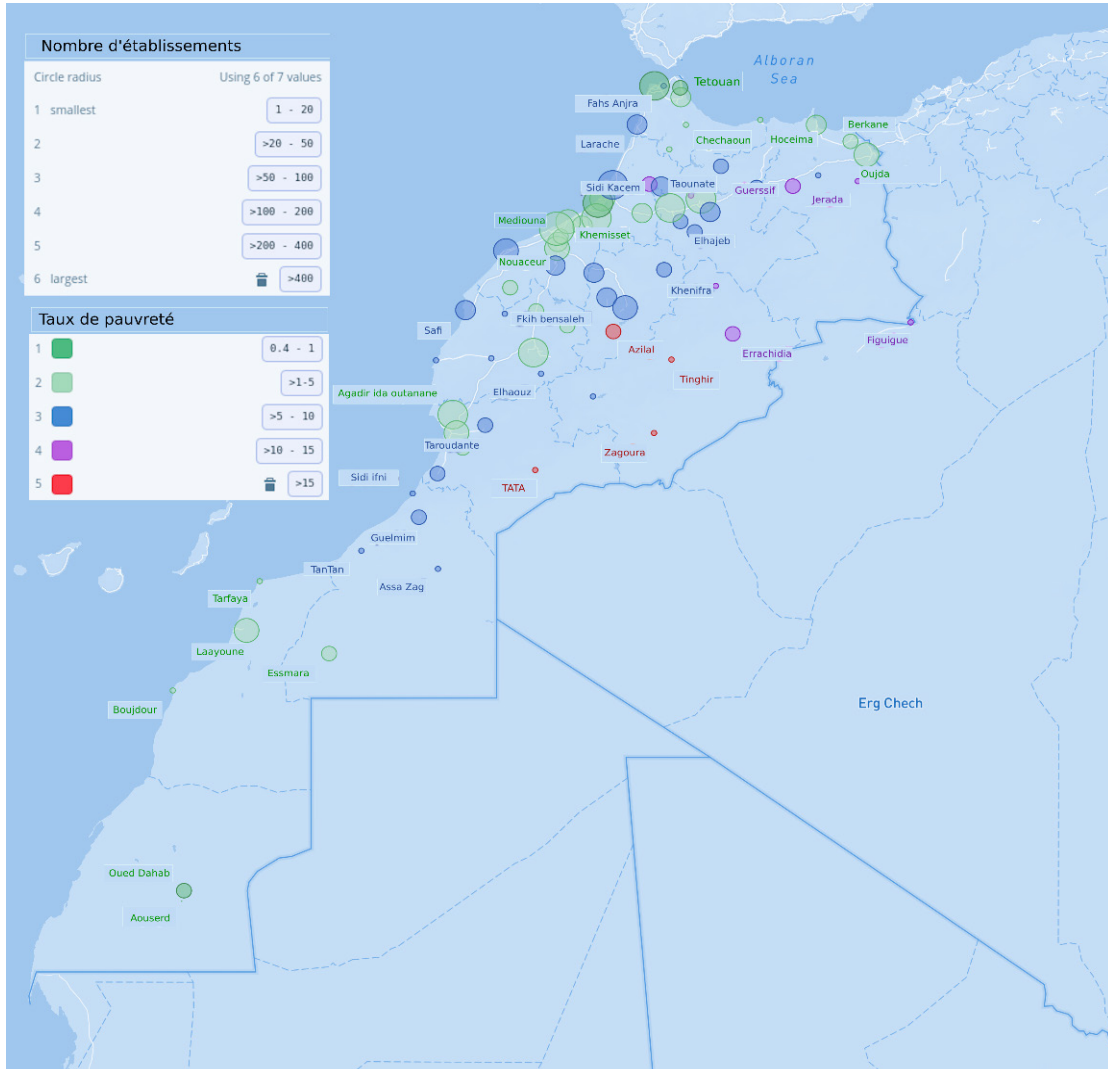 Nombre d'établissements
Circle radius Using 6 of 7 values
1 smallest 1 - 20
2 >20 - 50
3 >50 - 100
4 >100 - 200
5 >200 - 400
6 largest >400
Taux de pauvreté
1 0.4 - 1
2 >1-5
3 >5 - 10
4 >10 - 15
5 >15
Alboran
Sea
Tetouan
Fahs Anjra
Larache
Chechaoun
Hoceima
Berkane
Oujda
Sidi Kacem
Taounate
Guerssif
Jerada
Mediouna
Khemisset
Elhajeb
Nouaceur
Khenifra
Safi
Fkih bensaleh
Azilal
Errachidia
Figuigue
Tinghir
Agadir ida outanane
Elhaouz
Taroudante
Zagoura
Sidi ifni
TATA
Guelmim
TanTan
Assa Zag
Tarfaya
Laayoune
Essmara
Boujdour
Erg Chech
Oued Dahab
Aouserd